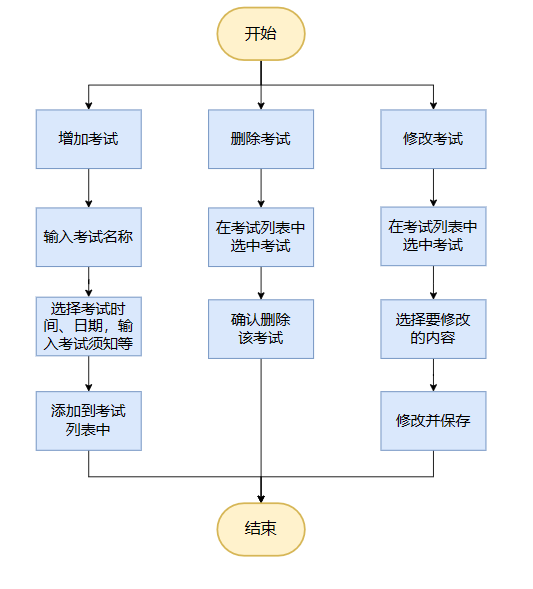 开始
增加考试
删除考试
修改考试
输入考试名称
在考试列表中
选中考试
在考试列表中
选中考试
选择考试时
间、日期，输
入考试须知等
确认删除
该考试
选择要修改
的内容
添加到考试
列表中
修改并保存
结束